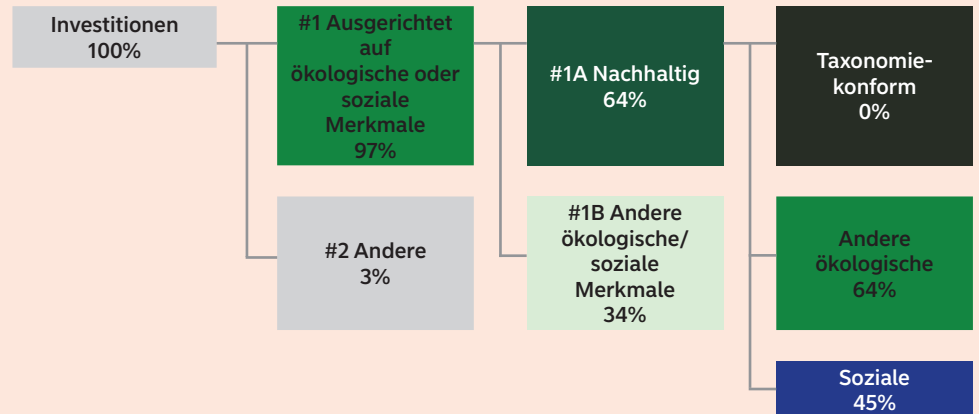 Investitionen
100%
#1 Ausgerichtet
auf
ökologische oder
soziale
Merkmale
97%
#1A Nachhaltig
64%
Taxonomie-
konform
0%
#2 Andere
3%
#1B Andere
ökologische/
soziale
Merkmale
34%
Andere
ökologische
64%
Soziale
45%